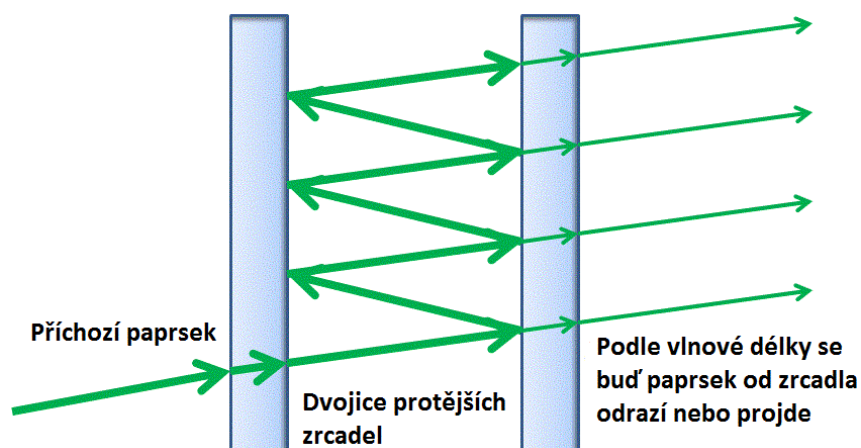 Příchozí paprsek
Dvojice protějších
zrcadel
Podle vlnové délky se
buď paprsek od zrcadla
odrazí nebo projde